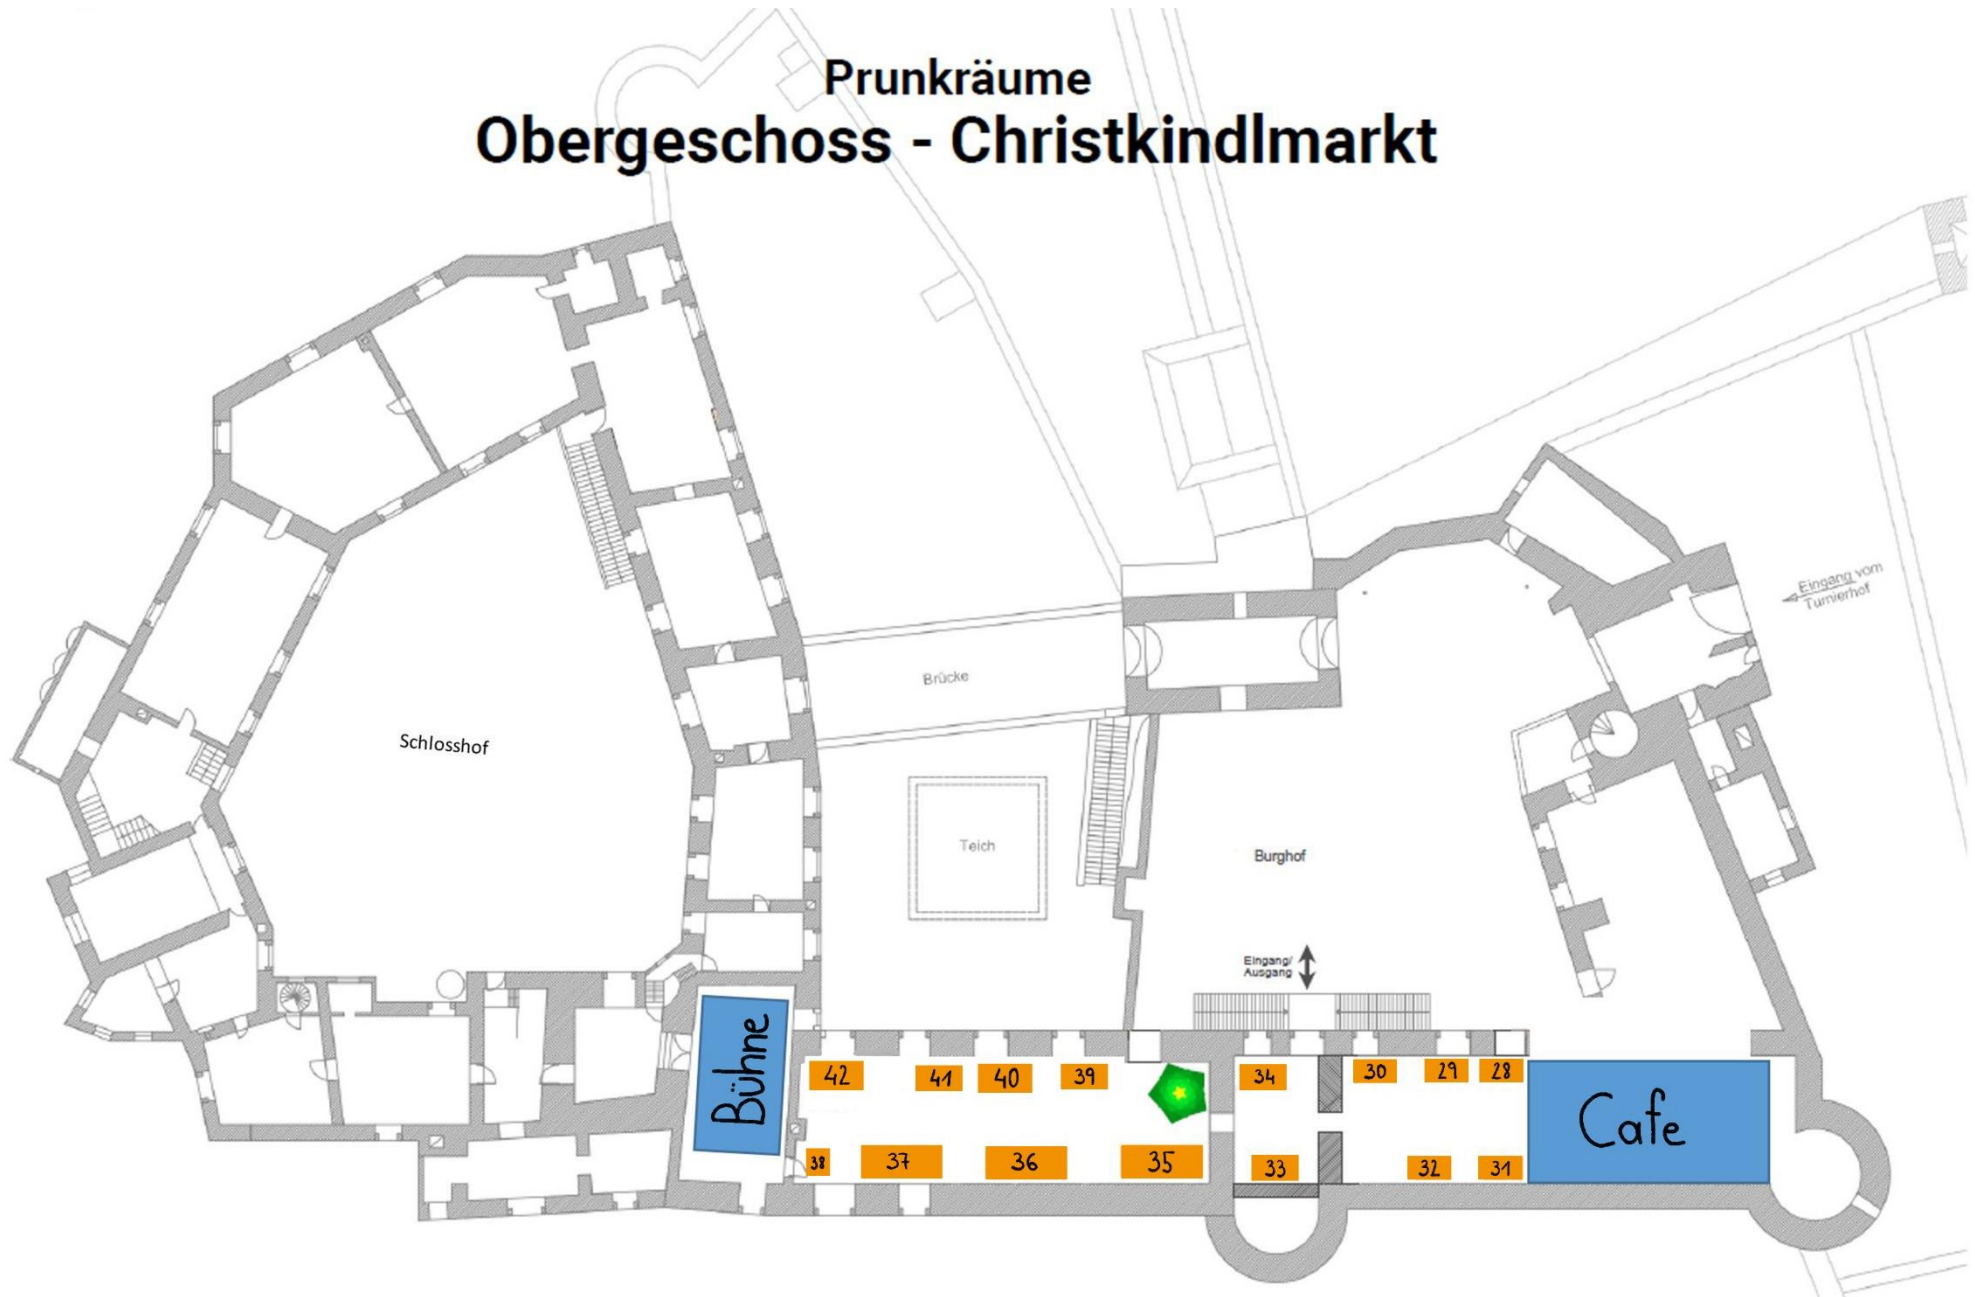 Prunkräume
Obergeschoss - Christkindlmarkt
Eingang vom
Turnierhof
Brücke
Schlosshof
Teich
Burghof
Eingang/
Ausgang
Bühne
42
41
40
39
34
30
29
28
Cafe
38
37
36
35
33
32
31